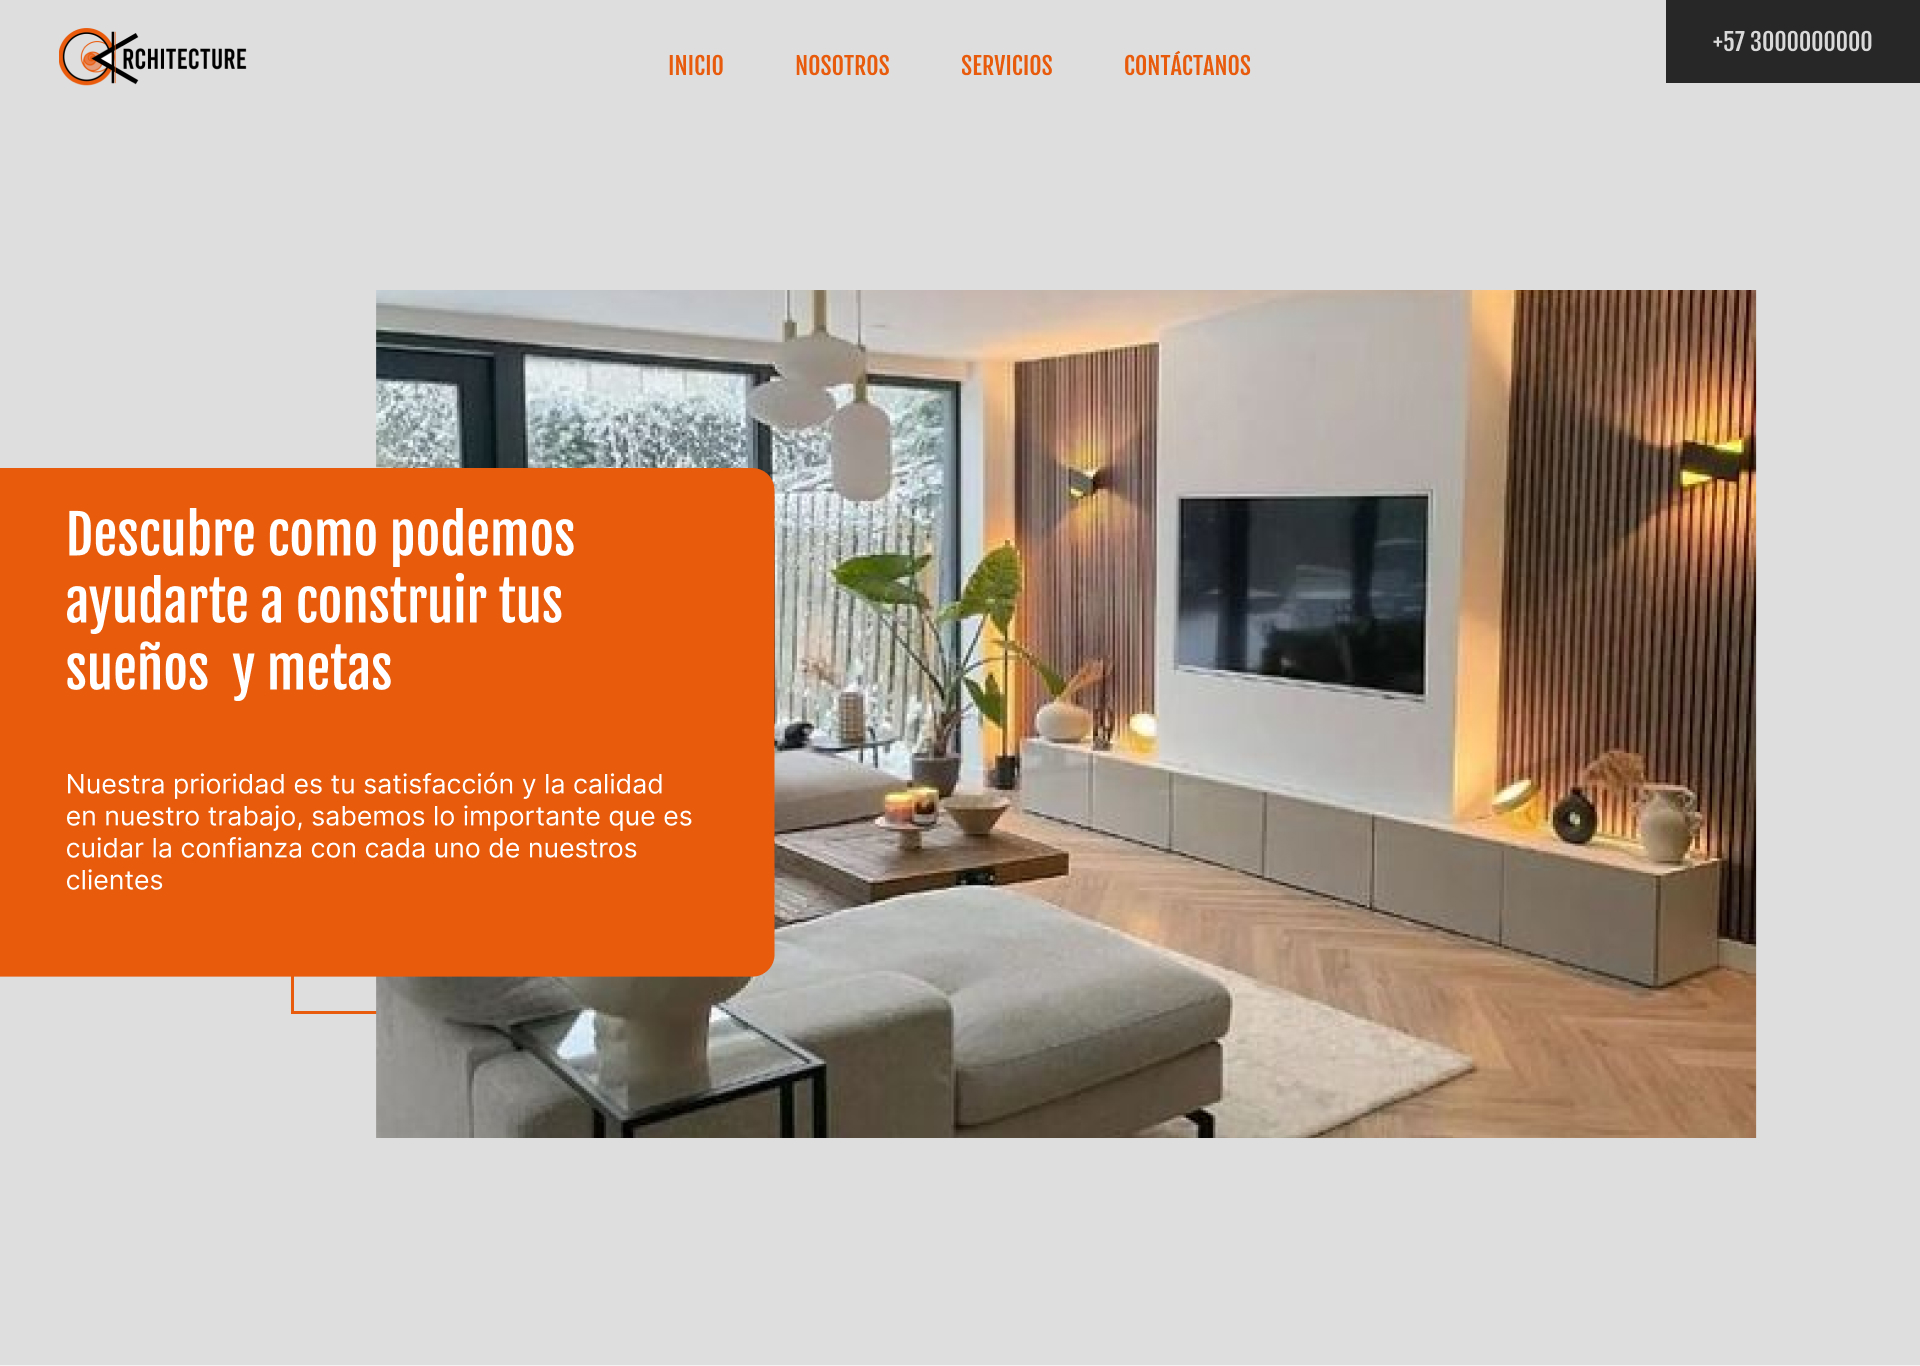 RCHITECTURE
INICIO NOSOTROS SERVICIOS CONTÁCTANOS
+57 3000000000
Descubre como podemos
ayudarte a construir tus
sueños y metas
Nuestra prioridad es tu satisfacción y la calidad
en nuestro trabajo, sabemos lo importante que es
cuidar la confianza con cada uno de nuestros
clientes